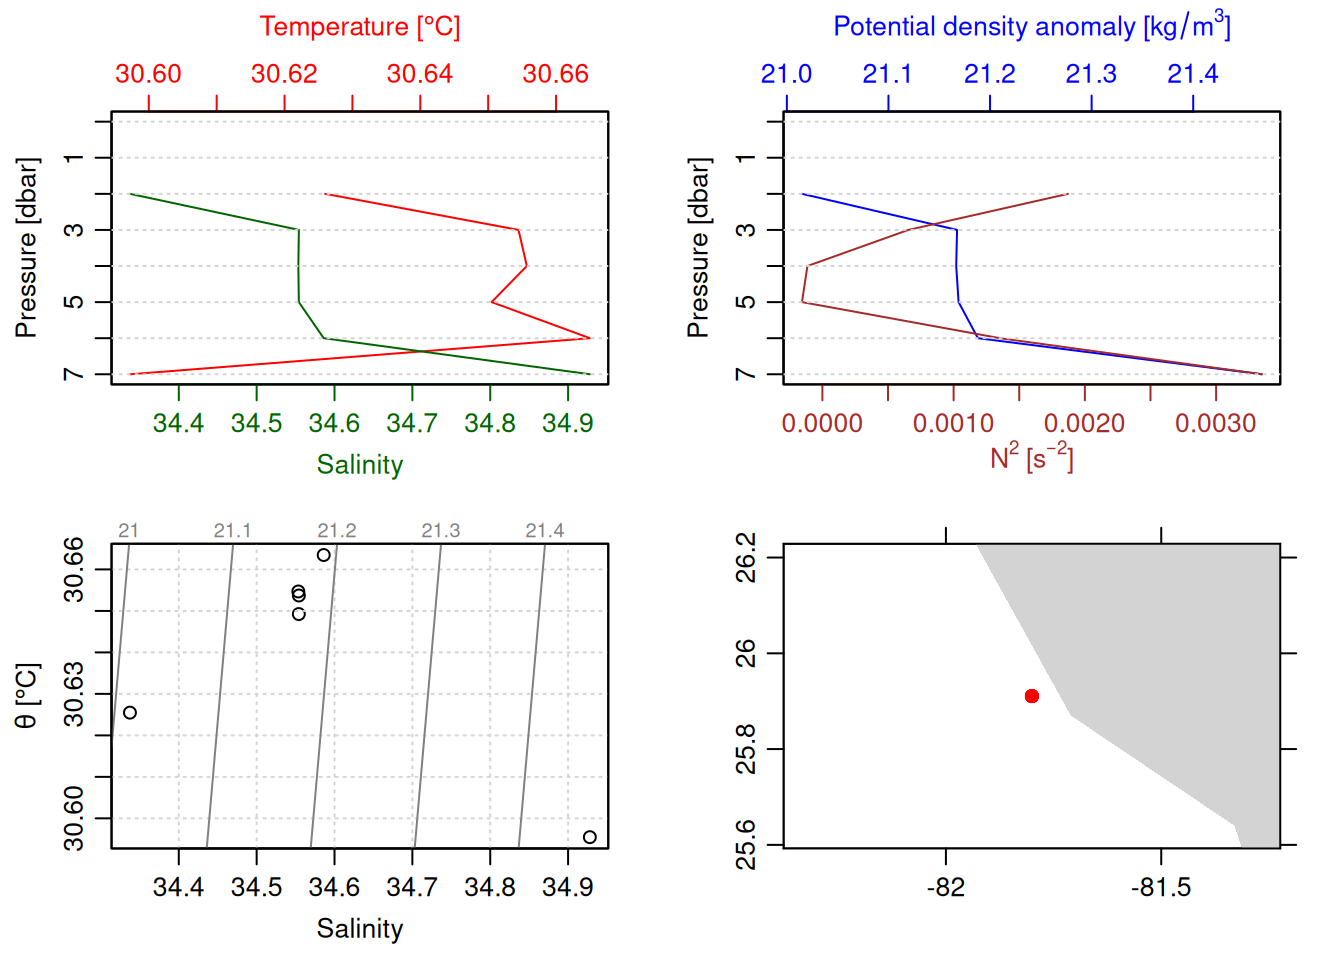 Temperature [°C]
30.60 30.62 30.64 30.66
Pressure [dbar]
1
3
5
7
34.4 34.5 34.6 34.7 34.8 34.9
Salinity
Potential density anomaly [kg/m³]
21.0 21.1 21.2 21.3 21.4
Pressure [dbar]
1
3
5
7
0.0000 0.0010 0.0020 0.0030
N² [s⁻²]
21 21.1 21.2 21.3 21.4
θ [°C]
30.66
30.63
30.60
34.4 34.5 34.6 34.7 34.8 34.9
Salinity
26.2
26
25.8
25.6
-82 -81.5